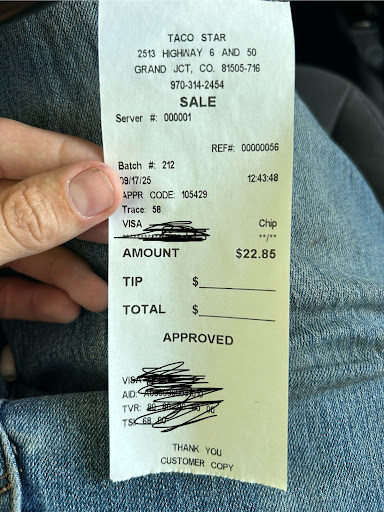 TACO STAR
2513 HIGHWAY 6 AND 50
GRAND JCT, CO. 81505-716
970-314-2454
SALE
Server #: 000001
REF#: 00000056
Batch #: 212
09/17/25 12:43:48
APPR CODE: 105429
Trace: 58
VISA Chip
**/**
AMOUNT $22.85
TIP $
TOTAL $
APPROVED
VISA
AID:
TVR:
TSI: 68 00
THANK YOU
CUSTOMER COPY